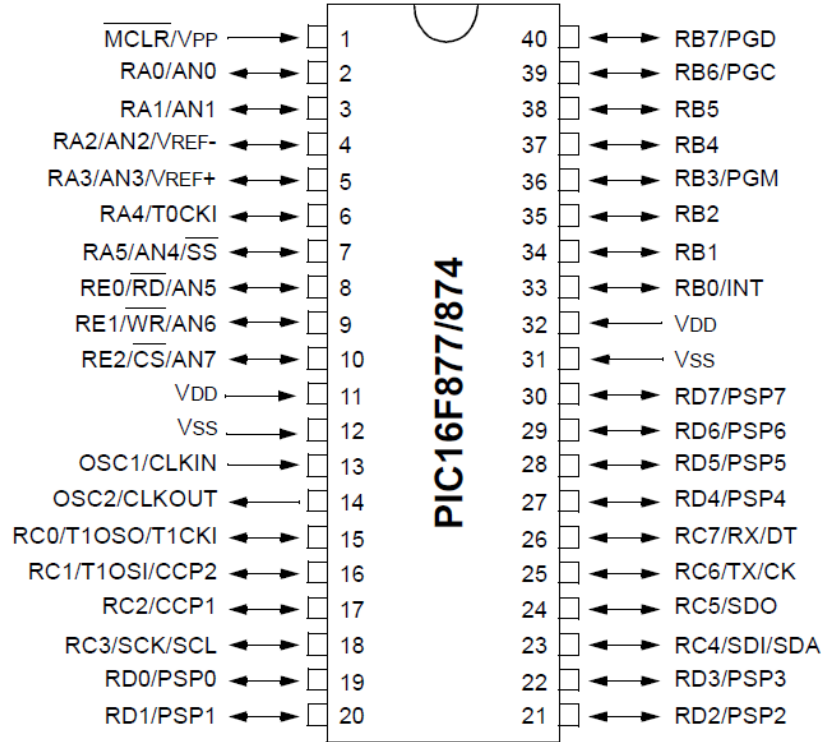 MCLR/VPP 1 40 RB7/PGD
RA0/AN0 2 39 RB6/PGC
RA1/AN1 3 38 RB5
RA2/AN2/VREF- 4 37 RB4
RA3/AN3/VREF+ 5 36 RB3/PGM
RA4/T0CKI 6 35 RB2
RA5/AN4/SS 7 34 RB1
RE0/RD/AN5 8 33 RB0/INT
RE1/WR/AN6 9 32 VDD
RE2/CS/AN7 10 31 VSS
VDD 11 30 RD7/PSP7
VSS 12 29 RD6/PSP6
OSC1/CLKIN 13 28 RD5/PSP5
OSC2/CLKOUT 14 27 RD4/PSP4
RC0/T1OSO/T1CKI 15 26 RC7/RX/DT
RC1/T1OSI/CCP2 16 25 RC6/TX/CK
RC2/CCP1 17 24 RC5/SDO
RC3/SCK/SCL 18 23 RC4/SDI/SDA
RD0/PSP0 19 22 RD3/PSP3
RD1/PSP1 20 21 RD2/PSP2
PIC16F877/874